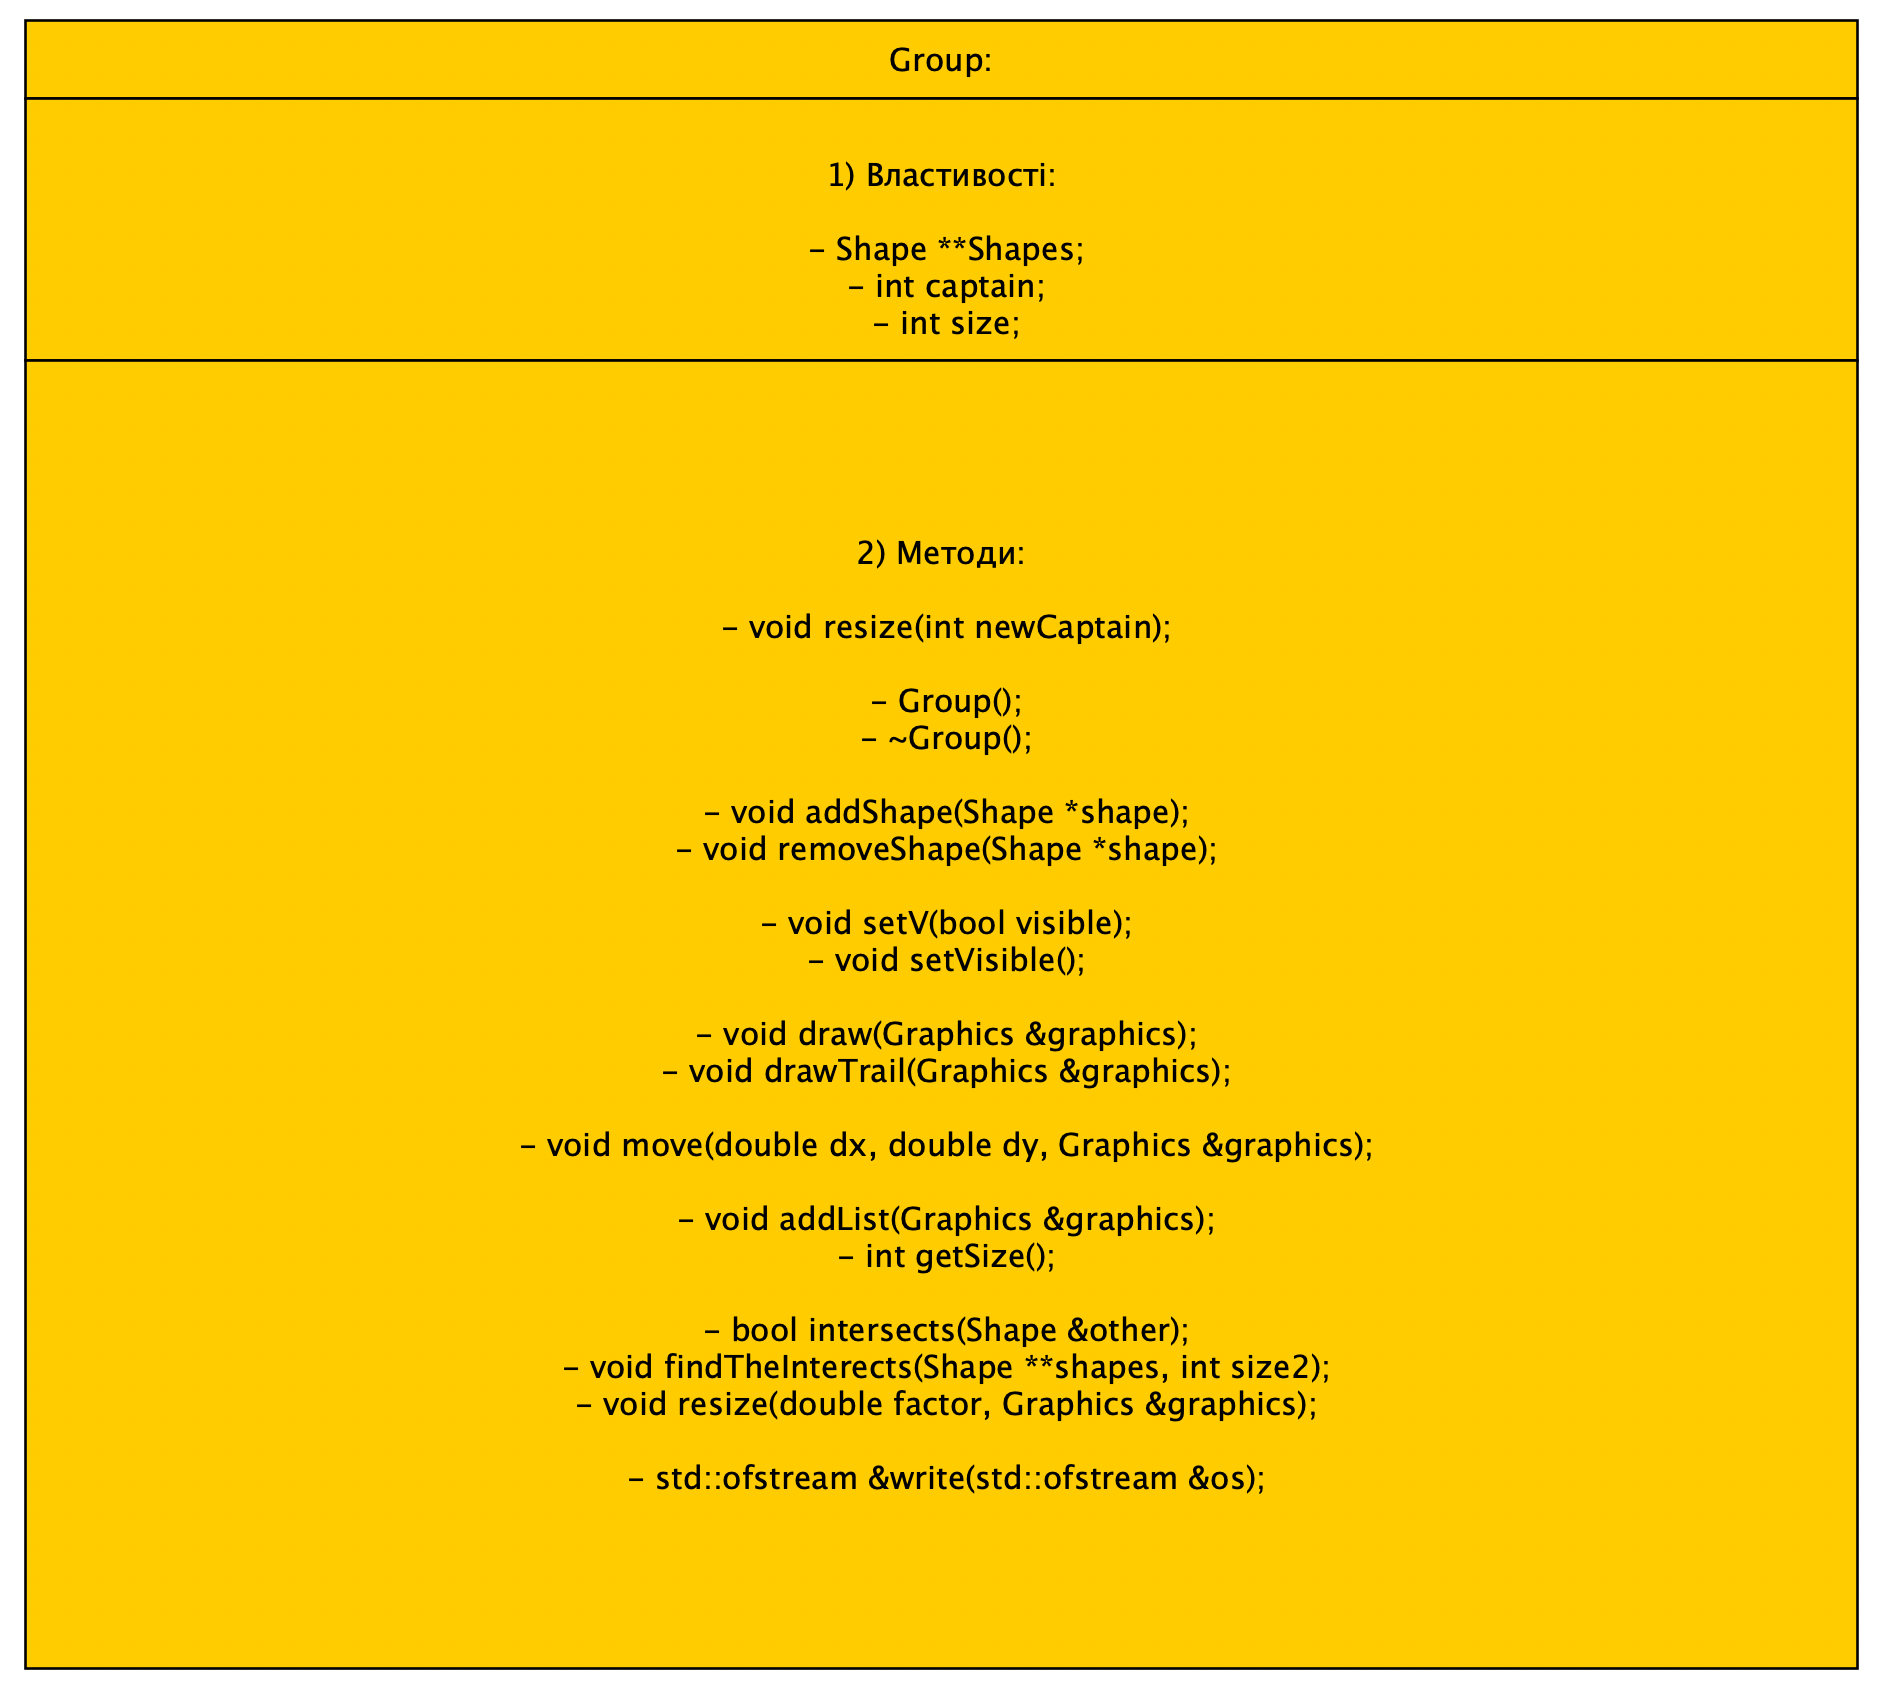 Group:
1) Властивості:
– Shape **Shapes;
– int captain;
– int size;
2) Методи:
– void resize(int newCaptain);
– Group();
– ~Group();
– void addShape(Shape *shape);
– void removeShape(Shape *shape);
– void setV(bool visible);
– void setVisible();
– void draw(Graphics &graphics);
– void drawTrail(Graphics &graphics);
– void move(double dx, double dy, Graphics &graphics);
– void addList(Graphics &graphics);
– int getSize();
– bool intersects(Shape &other);
– void findTheInterects(Shape **shapes, int size2);
– void resize(double factor, Graphics &graphics);
– std::ofstream &write(std::ofstream &os);